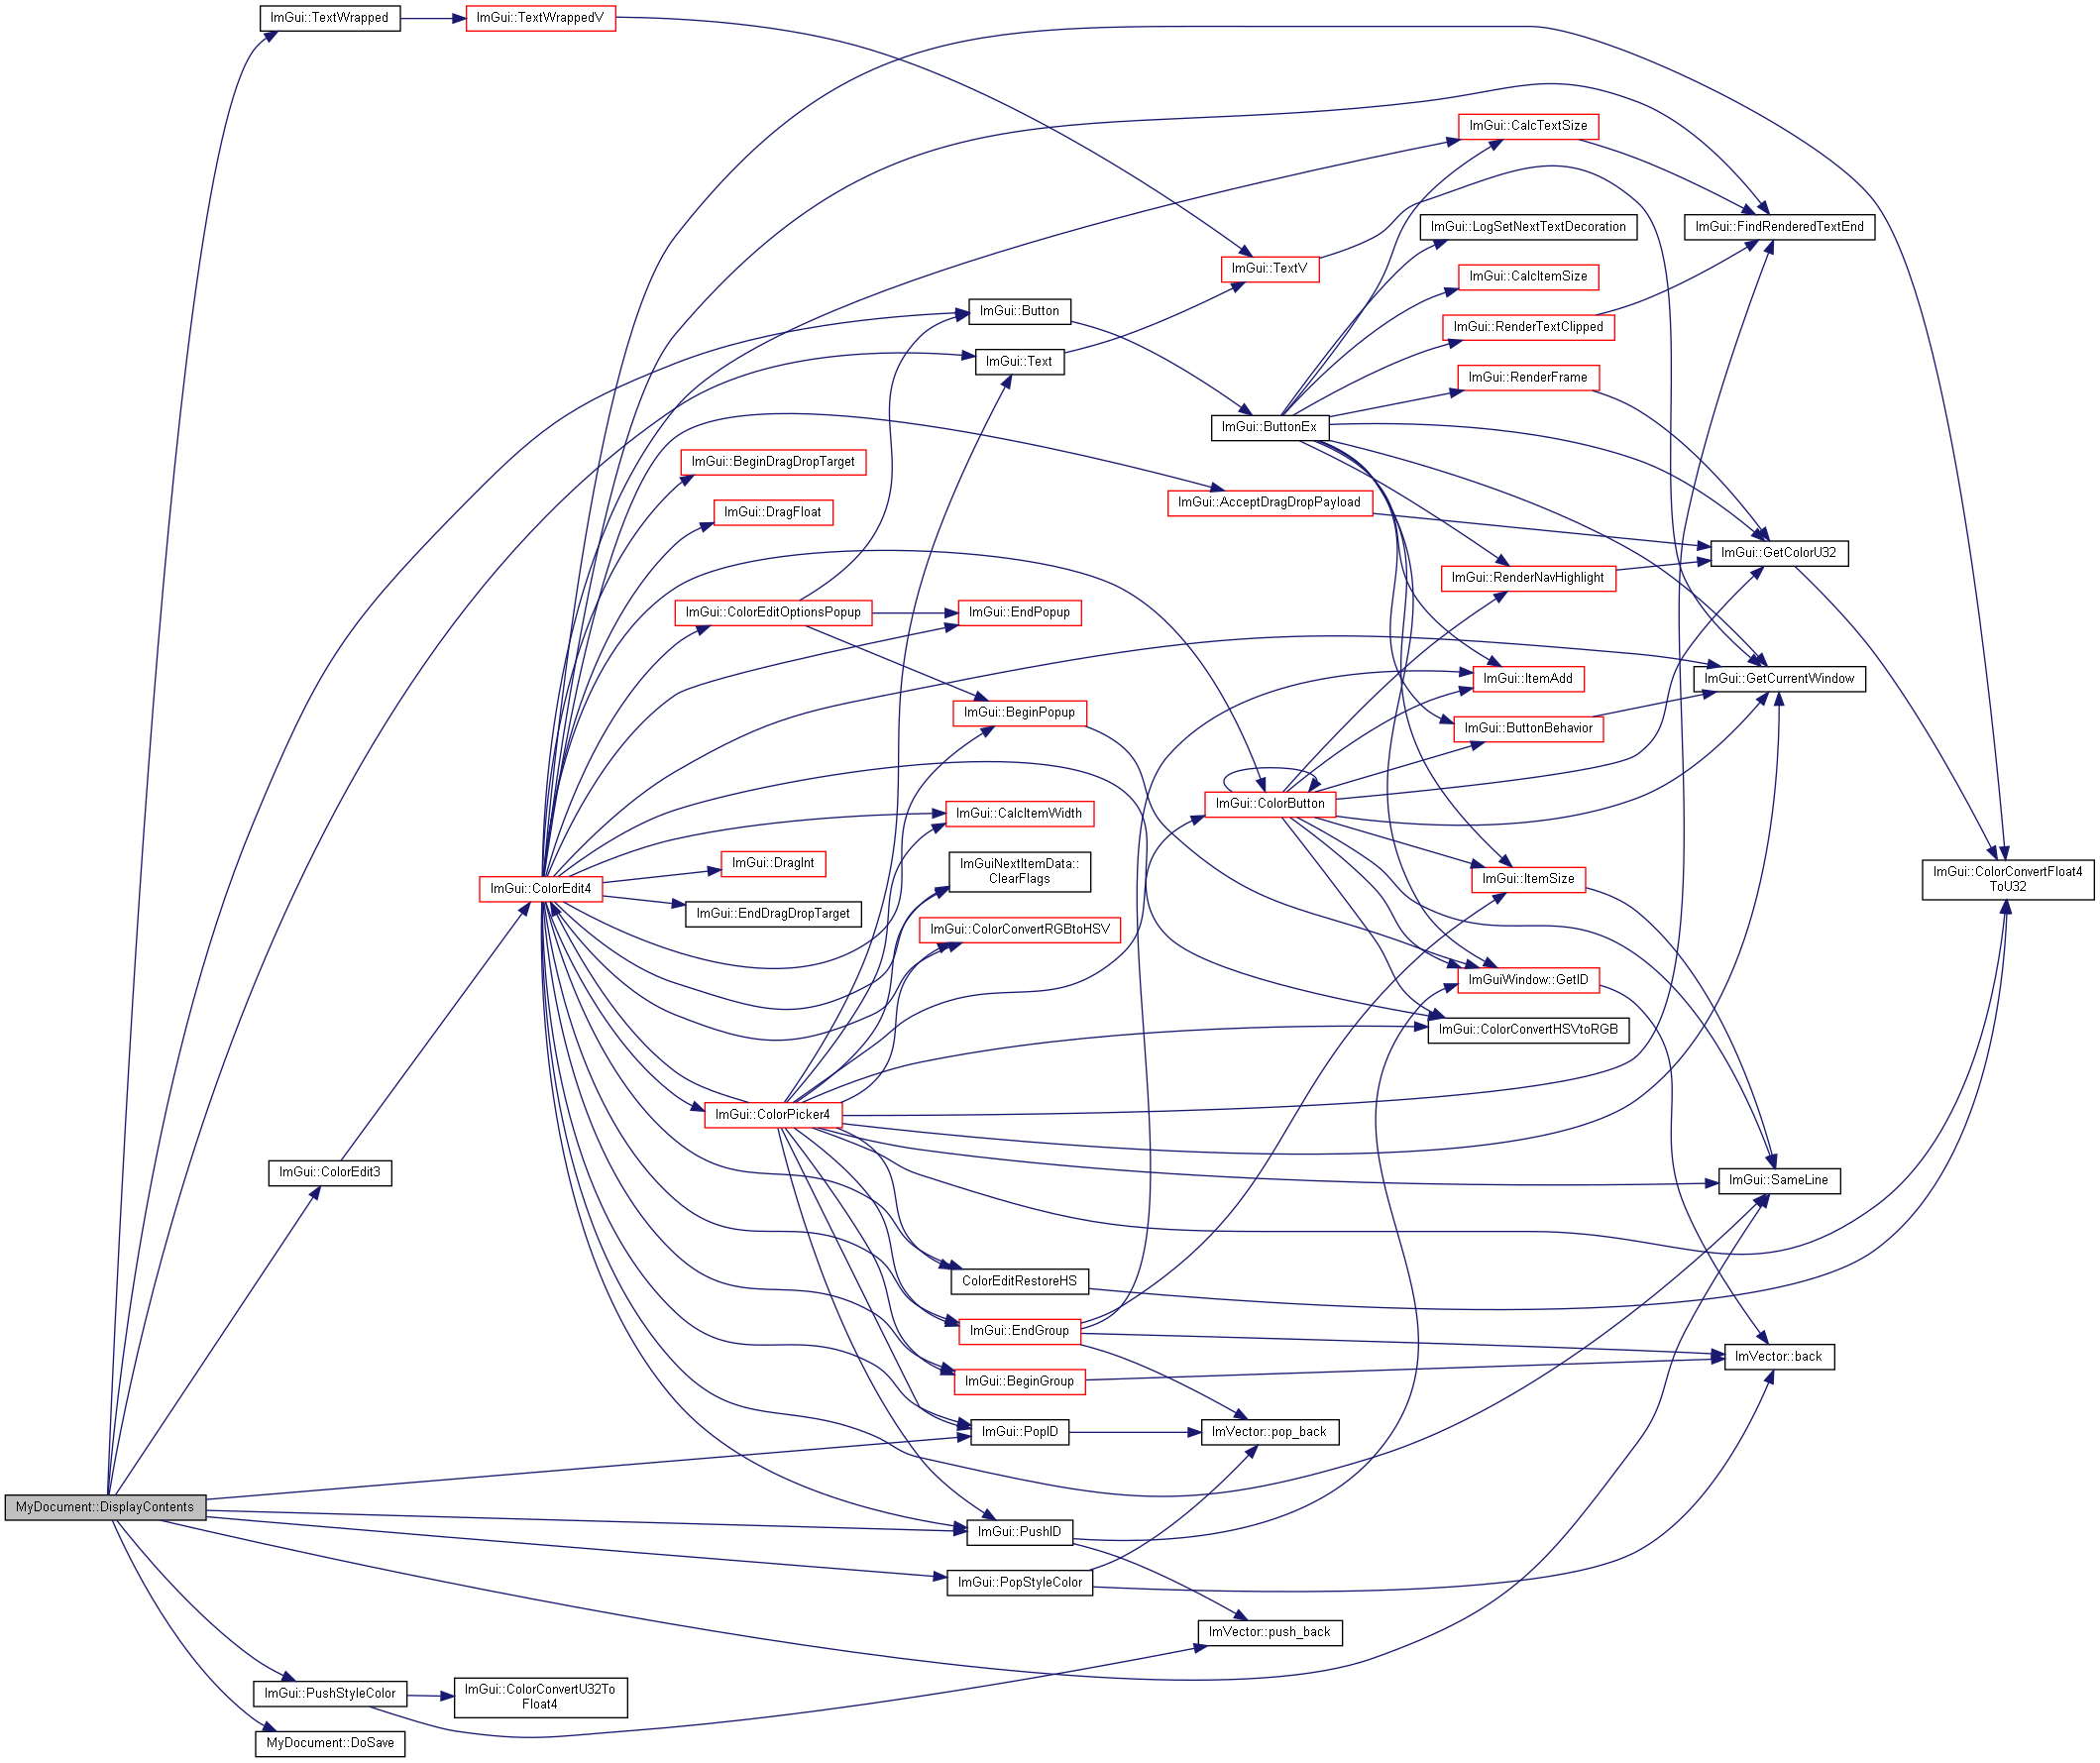 ImGui::TextWrapped
ImGui::TextWrappedV
ImGui::CalcTextSize
ImGui::LogSetNextTextDecoration
ImGui::FindRenderedTextEnd
ImGui::TextV
ImGui::CalcItemSize
ImGui::Button
ImGui::RenderTextClipped
ImGui::Text
ImGui::RenderFrame
ImGui::ButtonEx
ImGui::BeginDragDropTarget
ImGui::AcceptDragDropPayload
ImGui::DragFloat
ImGui::GetColorU32
ImGui::RenderNavHighlight
ImGui::ColorEditOptionsPopup
ImGui::EndPopup
ImGui::ItemAdd
ImGui::GetCurrentWindow
ImGui::BeginPopup
ImGui::ButtonBehavior
ImGui::ColorButton
ImGui::CalcItemWidth
ImGui::DragInt
ImGuiNextItemData::
ClearFlags
ImGui::ColorConvertFloat4
ToU32
ImGui::ColorEdit4
ImGui::ItemSize
ImGui::EndDragDropTarget
ImGui::ColorConvertRGBtoHSV
ImGuiWindow::GetID
ImGui::ColorConvertHSVtoRGB
ImGui::ColorPicker4
ImGui::ColorEdit3
ImGui::SameLine
ColorEditRestoreHS
ImGui::EndGroup
ImVector::back
ImGui::BeginGroup
ImGui::PopID
ImVector::pop_back
MyDocument::DisplayContents
ImGui::PushID
ImGui::PopStyleColor
ImVector::push_back
ImGui::PushStyleColor
ImGui::ColorConvertU32To
Float4
MyDocument::DoSave